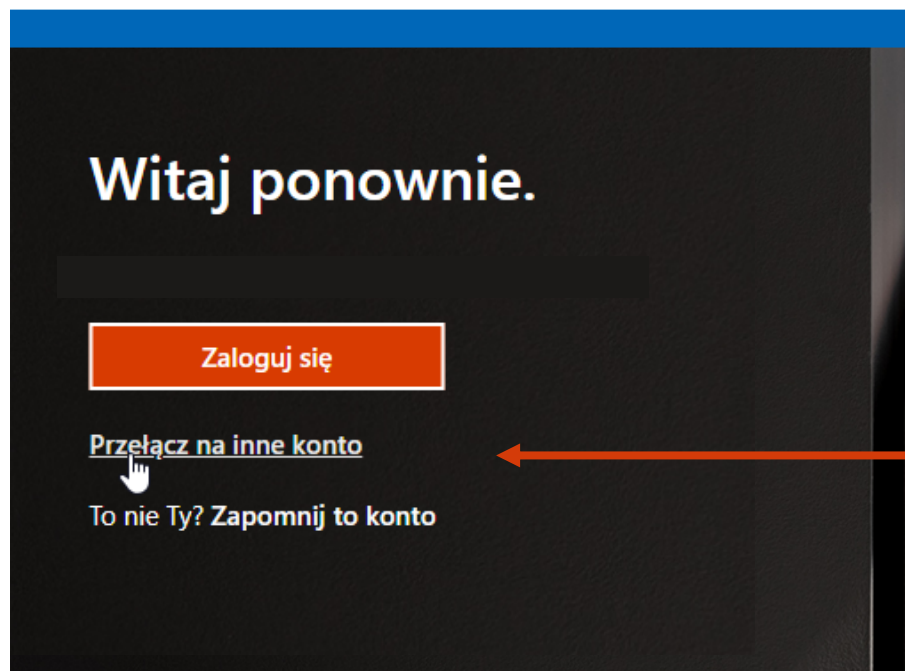 Witaj ponownie.
Zaloguj się
Przełącz na inne konto
To nie Ty? Zapomnij to konto